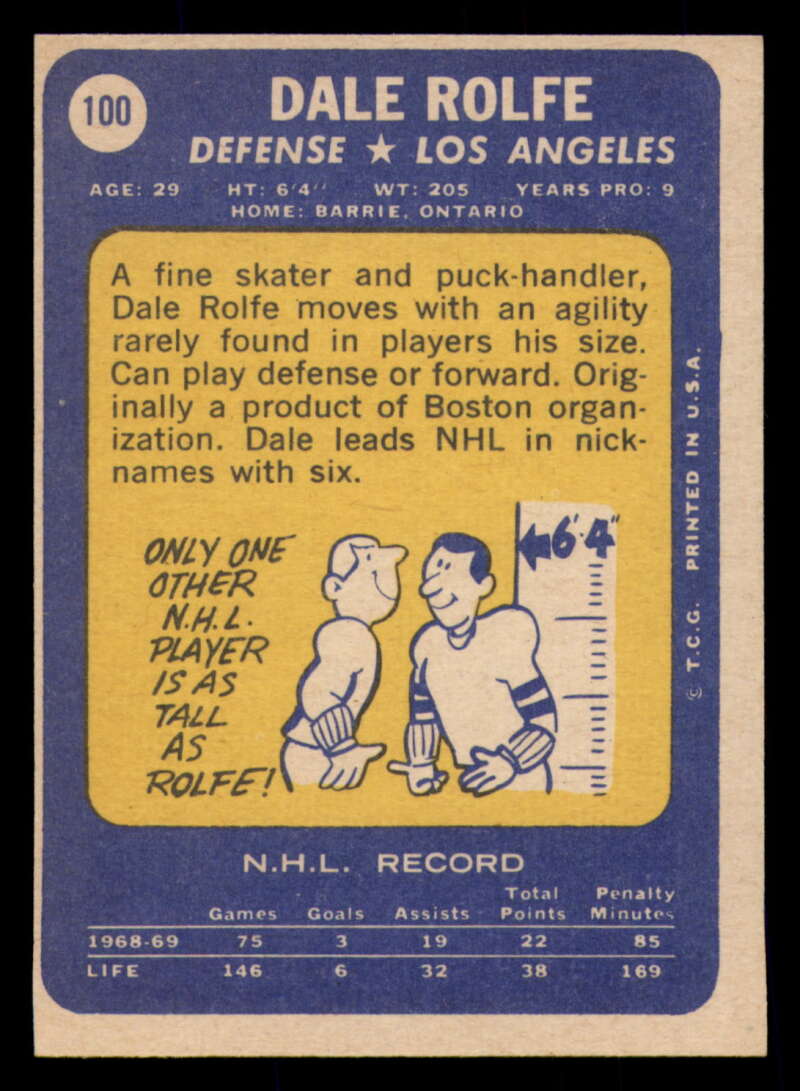 100
DALE ROLFE
DEFENSE ★ LOS ANGELES
AGE: 29 HT: 6'4" WT: 205 YEARS PRO: 9
HOME: BARRIE, ONTARIO
A fine skater and puck-handler,
Dale Rolfe moves with an agility
rarely found in players his size.
Can play defense or forward. Orig-
inally a product of Boston organ-
ization. Dale leads NHL in nick-
names with six.
ONLY ONE
OTHER
N.H.L.
PLAYER
IS AS
TALL
AS
ROLFE!
6'4"
© T.C.G. PRINTED IN U.S.A.
N.H.L. RECORD
Games Goals Assists Total Points Penalty Minutes
1968-69 75 3 19 22 85
LIFE 146 6 32 38 169